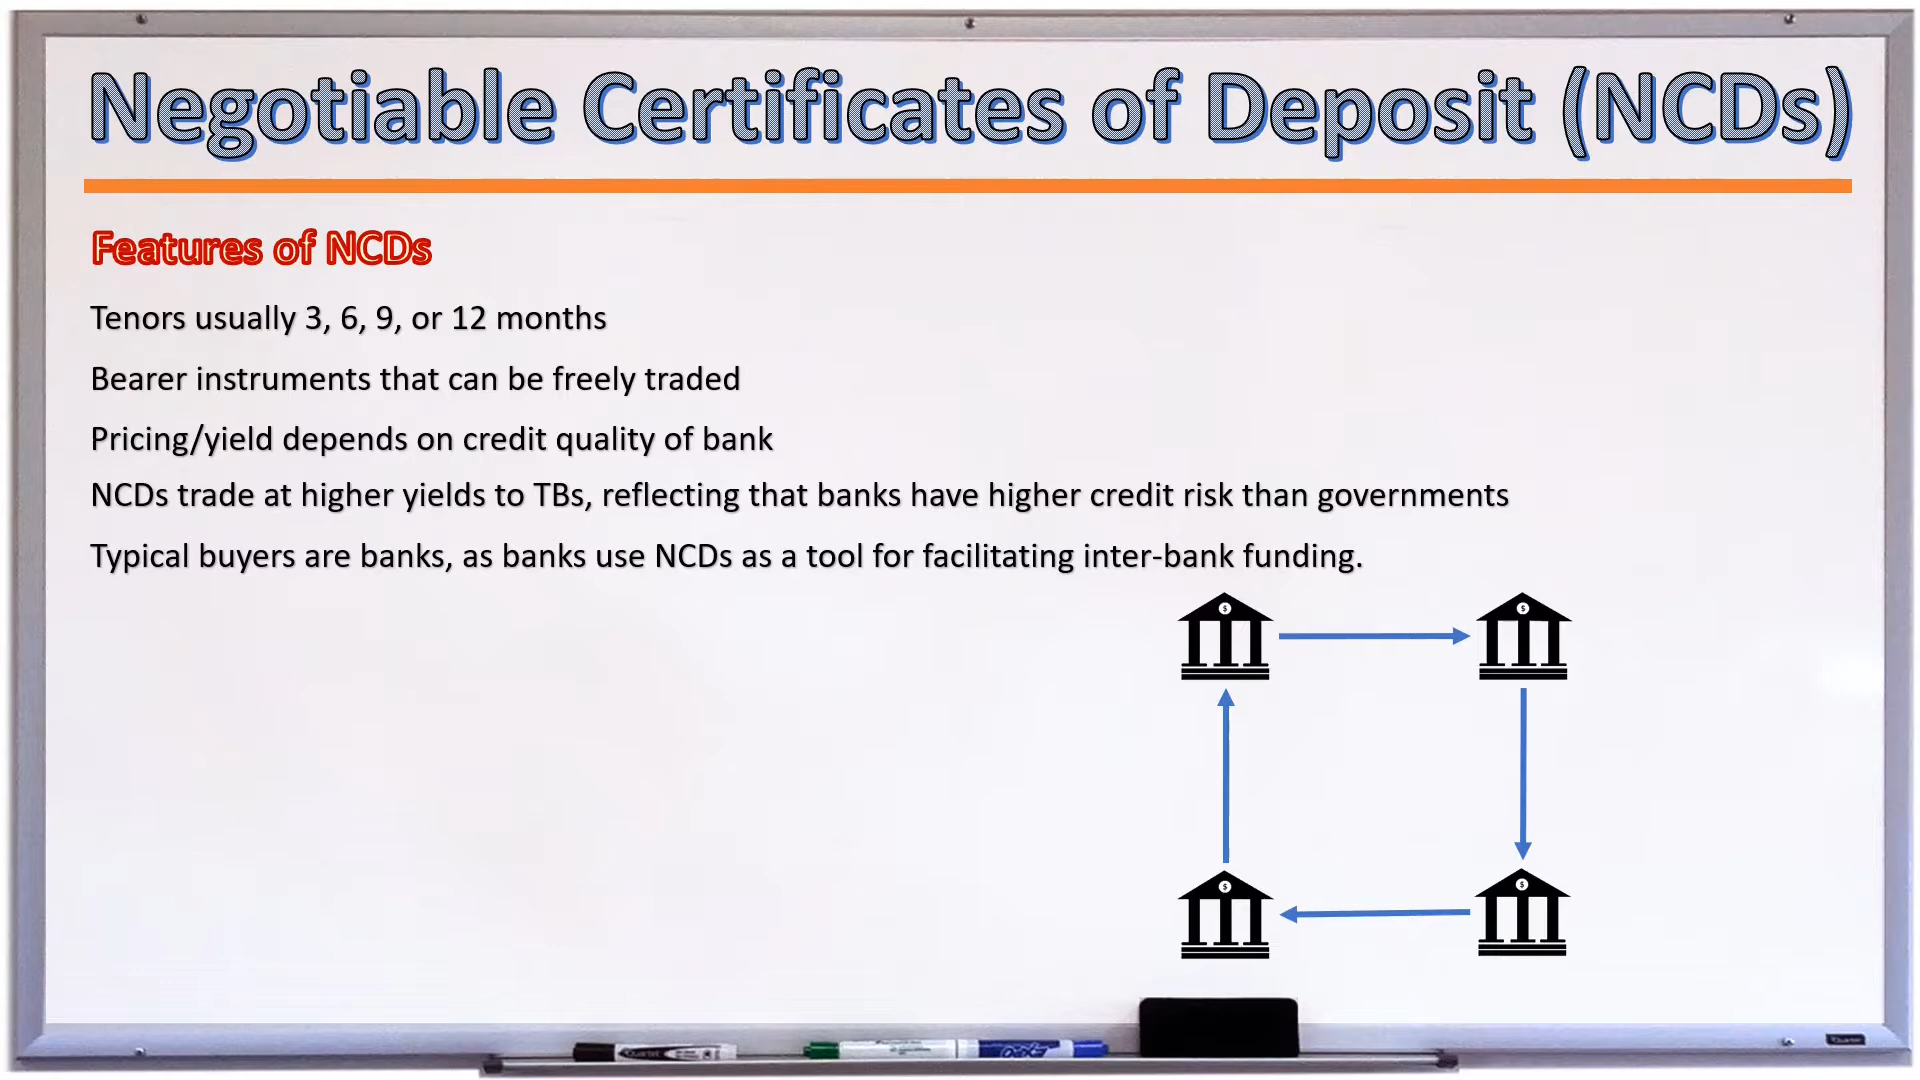 Negotiable Certificates of Deposit (NCDs)
Features of NCDs
Tenors usually 3, 6, 9, or 12 months
Bearer instruments that can be freely traded
Pricing/yield depends on credit quality of bank
NCDs trade at higher yields to TBs, reflecting that banks have higher credit risk than governments
Typical buyers are banks, as banks use NCDs as a tool for facilitating inter-bank funding.
$ $
$ $
Quartet